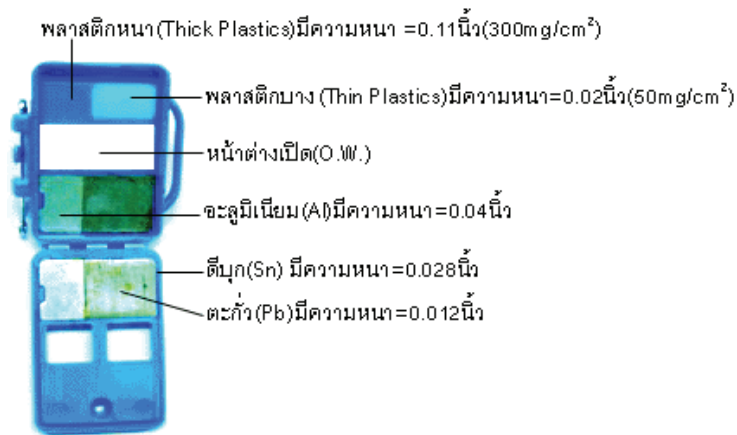 พลาสติกหนา(Thick Plastics)มีความหนา =0.11นิ้ว(300mg/cm²)
พลาสติกบาง (Thin Plastics)มีความหนา=0.02นิ้ว(50mg/cm²)
หน้าต่างเปิด(O.W.)
อะลูมิเนียม(Al)มีความหนา=0.04นิ้ว
ดีบุก(Sn) มีความหนา=0.028นิ้ว
ตะกั่ว(Pb)มีความหนา=0.012นิ้ว